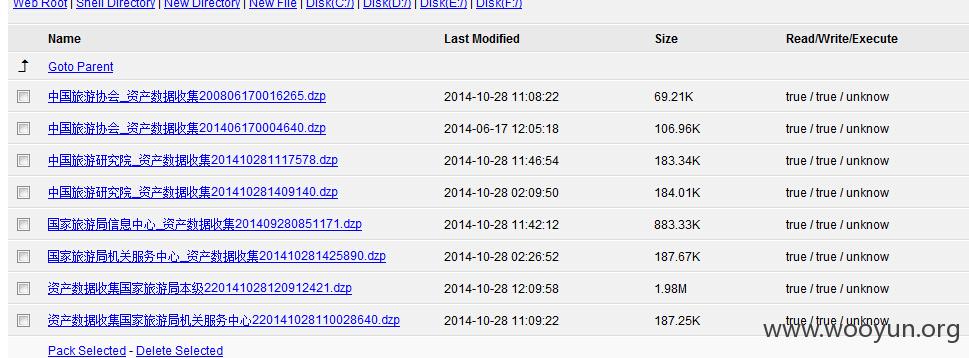 Web Root | Shell Directory | New Directory | New File | Disk(C:/) | Disk(D:/) | Disk(E:/) | Disk(F:/)
Name Last Modified Size Read/Write/Execute
Goto Parent
中国旅游协会_资产数据收集200806170016265.dzp 2014-10-28 11:08:22 69.21K true / true / unknow
中国旅游协会_资产数据收集201406170004640.dzp 2014-06-17 12:05:18 106.96K true / true / unknow
中国旅游研究院_资产数据收集201410281117578.dzp 2014-10-28 11:46:54 183.34K true / true / unknow
中国旅游研究院_资产数据收集201410281409140.dzp 2014-10-28 02:09:50 184.01K true / true / unknow
国家旅游局信息中心_资产数据收集201409280851171.dzp 2014-10-28 11:42:12 883.33K true / true / unknow
国家旅游局机关服务中心_资产数据收集201410281425890.dzp 2014-10-28 02:26:52 187.67K true / true / unknow
资产数据收集国家旅游局本级220141028120912421.dzp 2014-10-28 12:09:58 1.98M true / true / unknow
资产数据收集国家旅游局机关服务中心220141028110028640.dzp 2014-10-28 11:09:22 187.25K true / true / unknow
www.wooyun.org
Pack Selected - Delete Selected